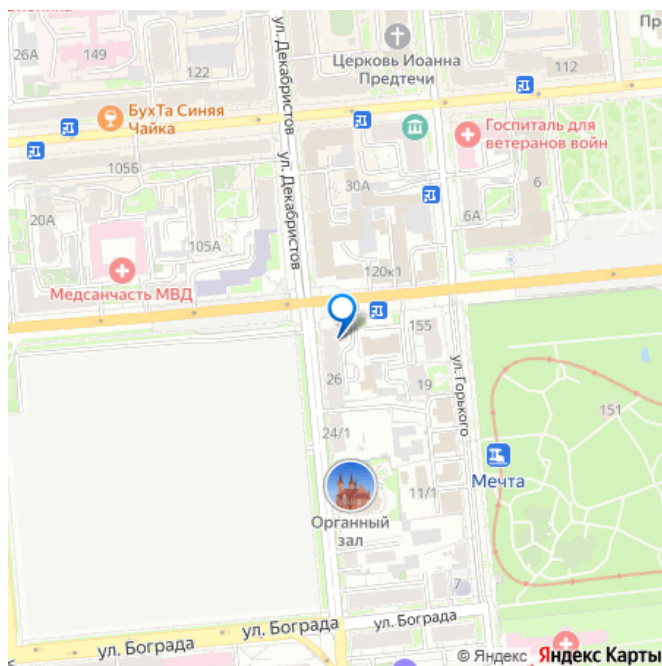 26А
149
122
Церковь Иоанна
Предтечи
112
Пр
БухТа Синяя
Чайка
ул. Декабристов
ул. Декабристов
Госпиталь для
ветеранов войн
105Б
30А
6
6А
20А
105А
Медсанчасть МВД
120к1
155
ул. Горького
26
19
151
24/1
Мечта
11/1
Органный
зал
7
ул. Бограда
ул. Бограда
ул. Бограда
© Яндекс Яндекс Карты